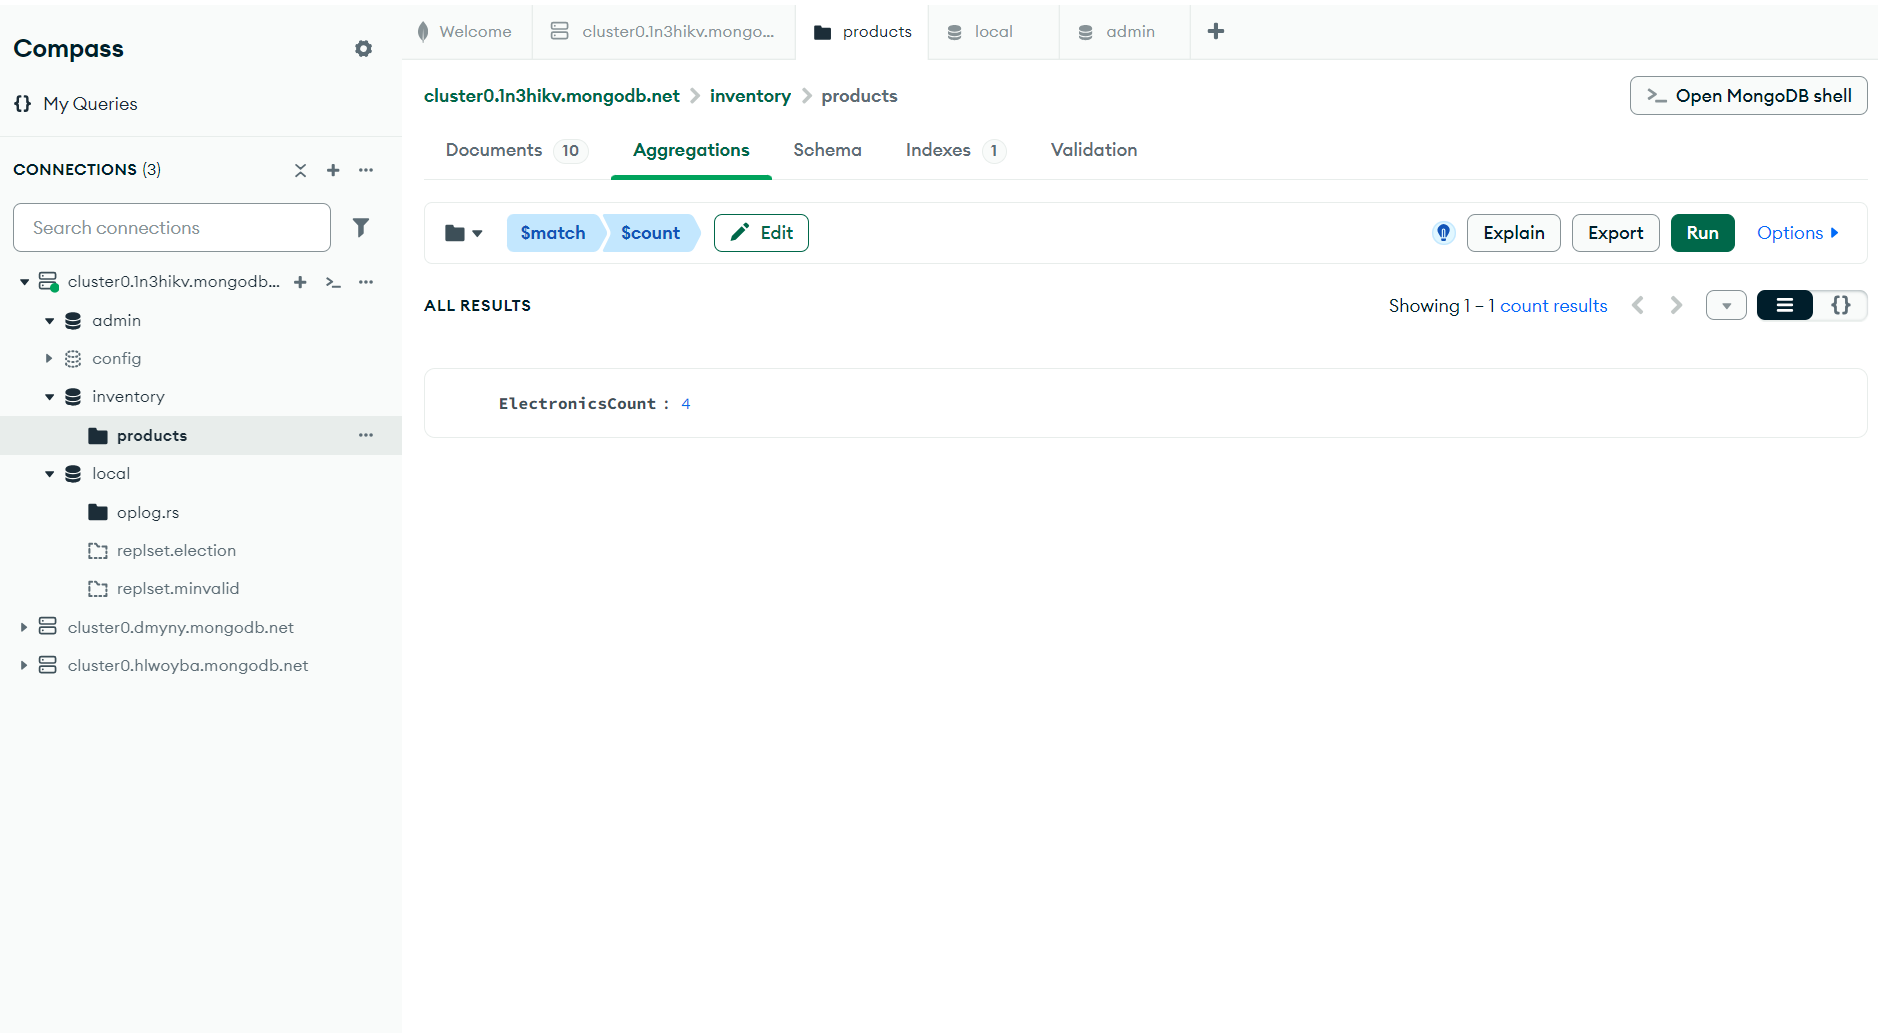 Compass
My Queries
CONNECTIONS (3)
Search connections
cluster0.1n3hikv.mongodb...
admin
config
inventory
products
local
oplog.rs
replset.election
replset.minvalid
cluster0.dmyny.mongodb.net
cluster0.hlwoyba.mongodb.net
Welcome
cluster0.1n3hikv.mongo...
products
local
admin
cluster0.1n3hikv.mongodb.net > inventory > products
>_ Open MongoDB shell
Documents 10
Aggregations
Schema
Indexes 1
Validation
$match
$count
Edit
Explain
Export
Run
Options
ALL RESULTS
Showing 1 – 1 count results
ElectronicsCount : 4